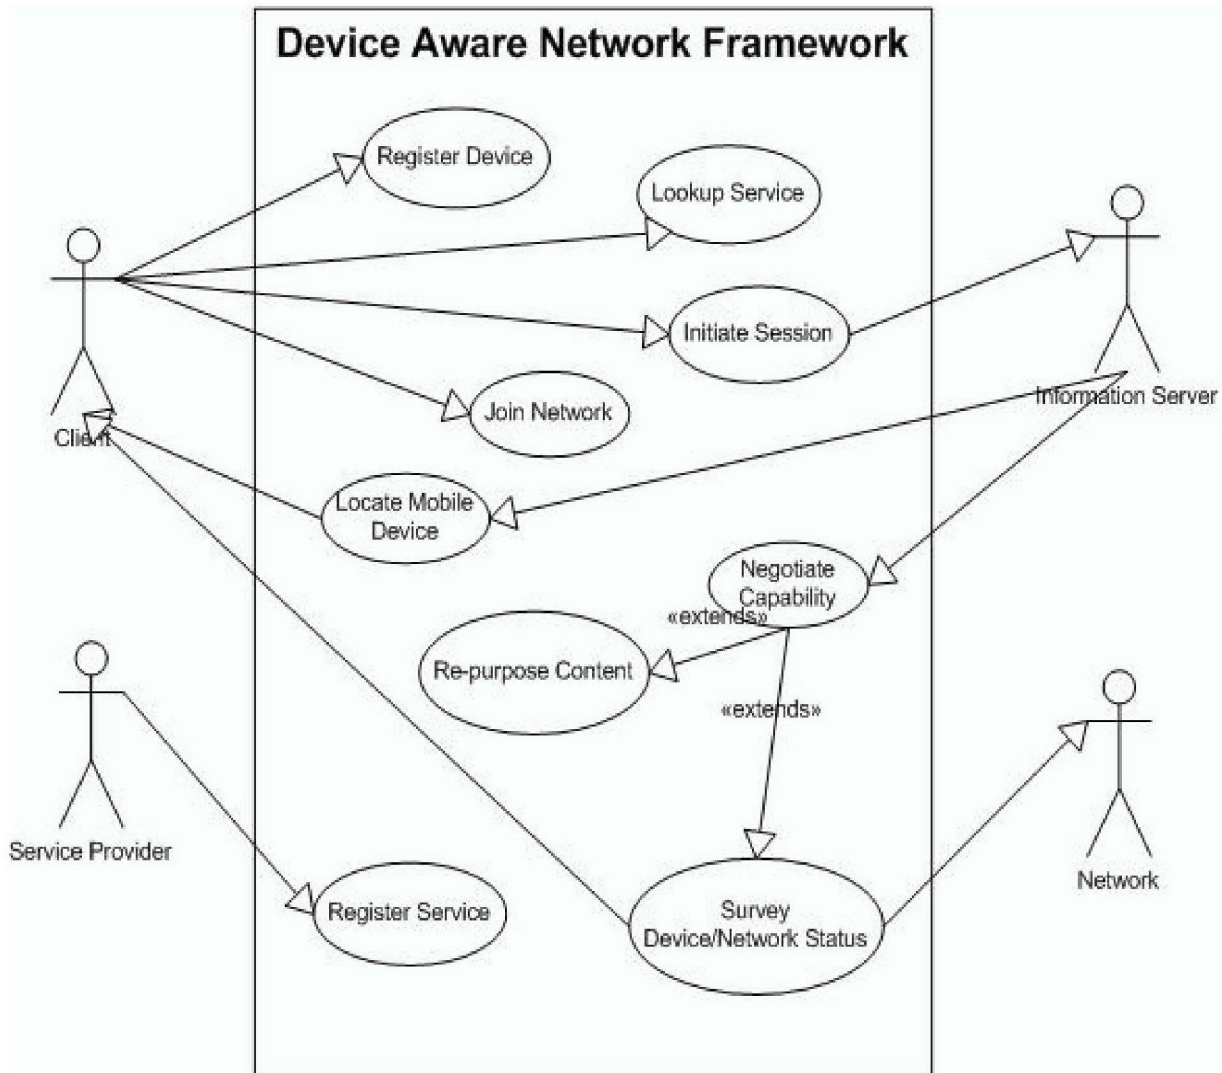 Device Aware Network Framework
Register Device
Lookup Service
Initiate Session
Information Server
Join Network
Client
Locate Mobile
Device
Negotiate
Capability
«extends»
Re-purpose Content
«extends»
Service Provider
Network
Register Service
Survey
Device/Network Status